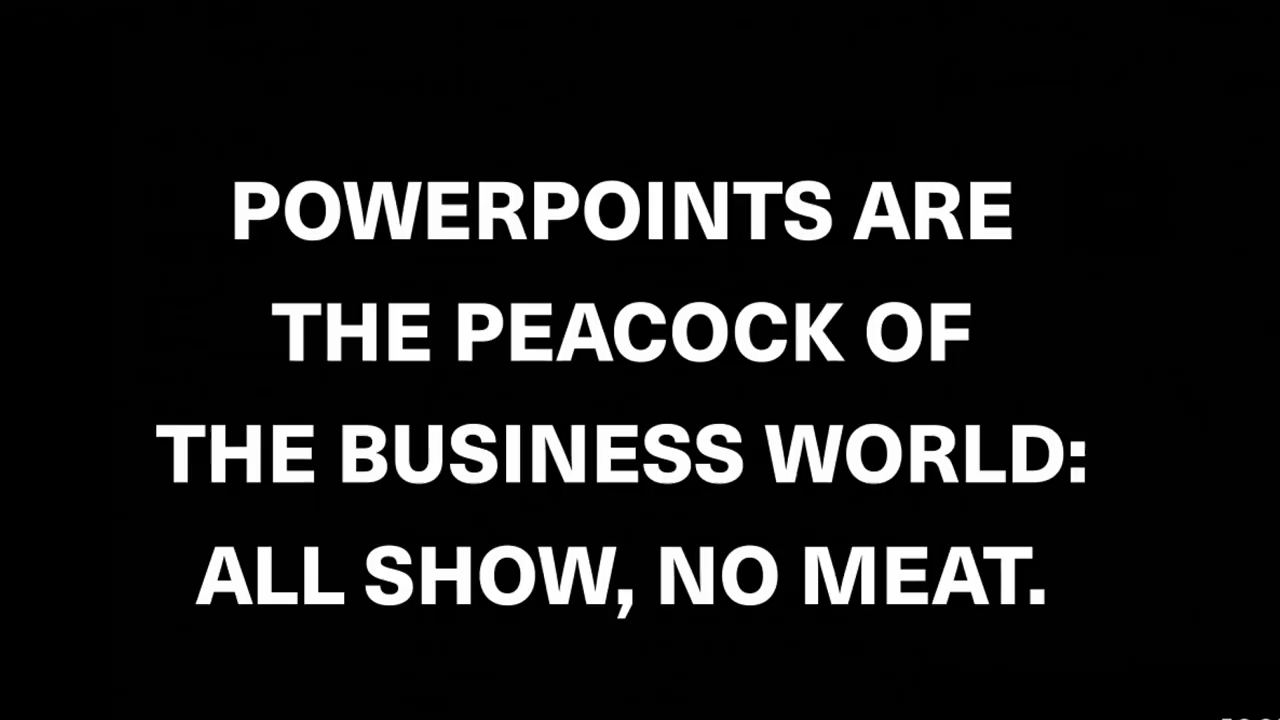 POWERPOINTS ARE
THE PEACOCK OF
THE BUSINESS WORLD:
ALL SHOW, NO MEAT.